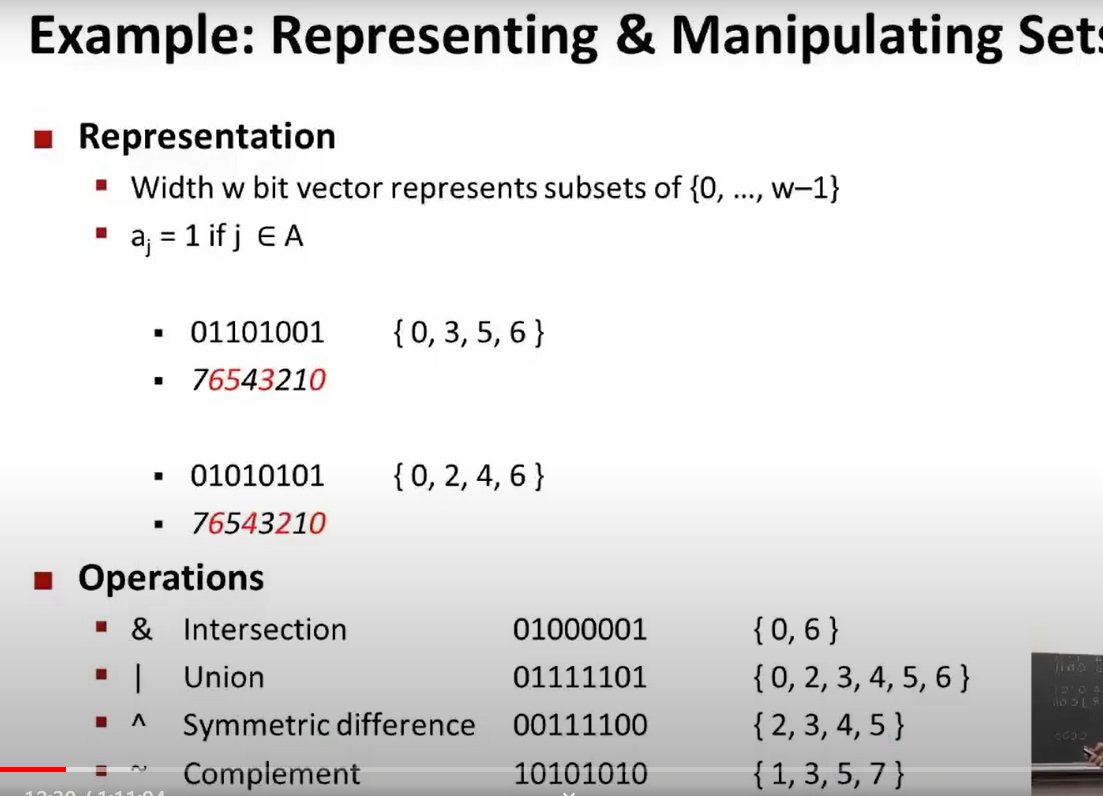 Example: Representing & Manipulating Sets
Representation
Width w bit vector represents subsets of {0, ..., w–1}
aj = 1 if j ∈ A
01101001 { 0, 3, 5, 6 }
76543210
01010101 { 0, 2, 4, 6 }
76543210
Operations
& Intersection 01000001 { 0, 6 }
| Union 01111101 { 0, 2, 3, 4, 5, 6 }
^ Symmetric difference 00111100 { 2, 3, 4, 5 }
~ Complement 10101010 { 1, 3, 5, 7 }